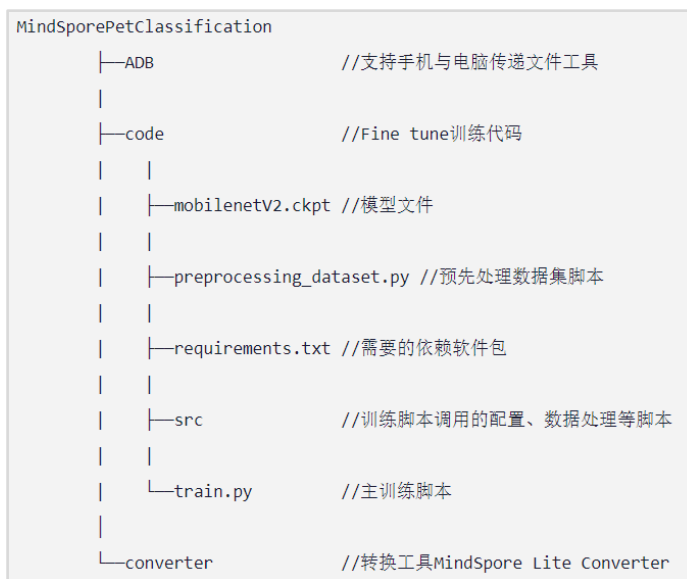 MindSporePetClassification
├──ADB //支持手机与电脑传递文件工具
│
├──code //Fine tune训练代码
│ │
│ ├──mobilenetV2.ckpt //模型文件
│ │
│ ├──preprocessing_dataset.py //预先处理数据集脚本
│ │
│ ├──requirements.txt //需要的依赖软件包
│ │
│ ├──src //训练脚本调用的配置、数据处理等脚本
│ │
│ └──train.py //主训练脚本
│
└──converter //转换工具MindSpore Lite Converter